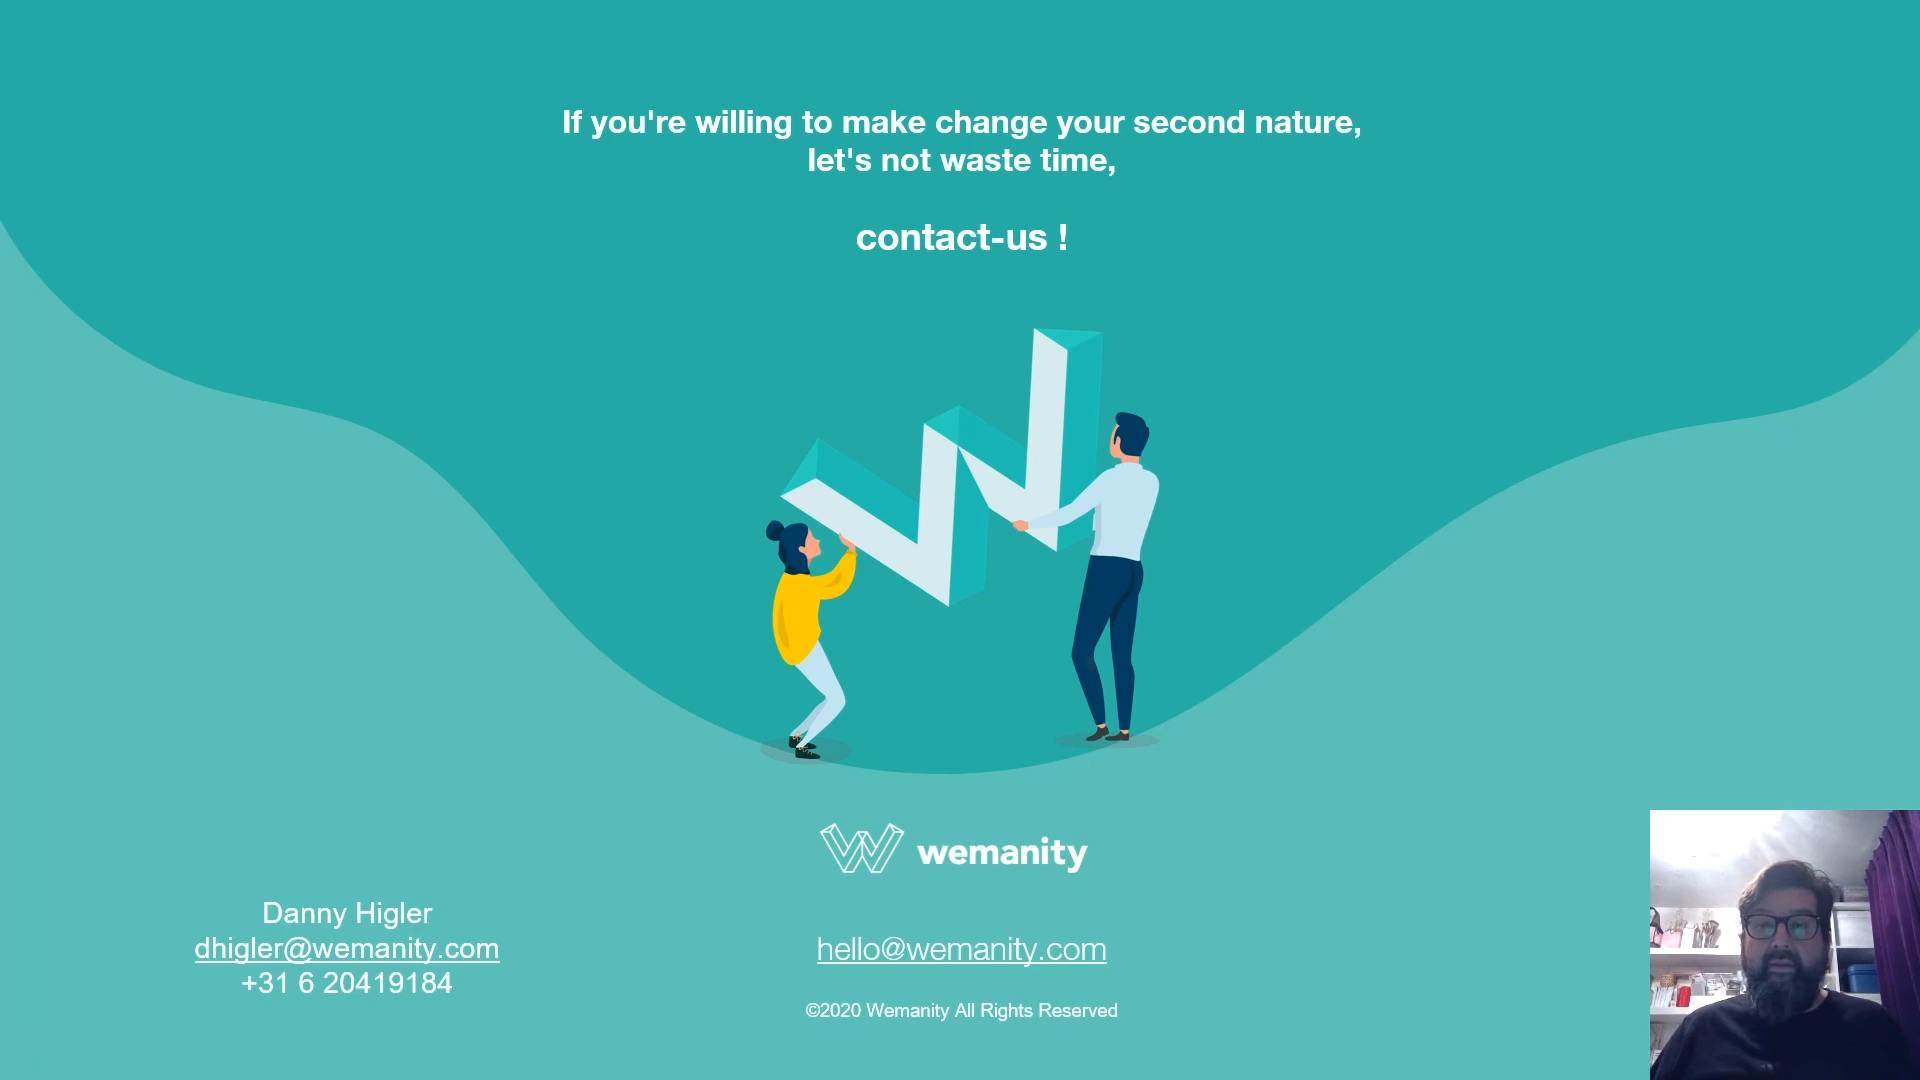 If you're willing to make change your second nature,
let's not waste time,
contact-us !
wemanity
Danny Higler
dhigler@wemanity.com
+31 6 20419184
hello@wemanity.com
©2020 Wemanity All Rights Reserved